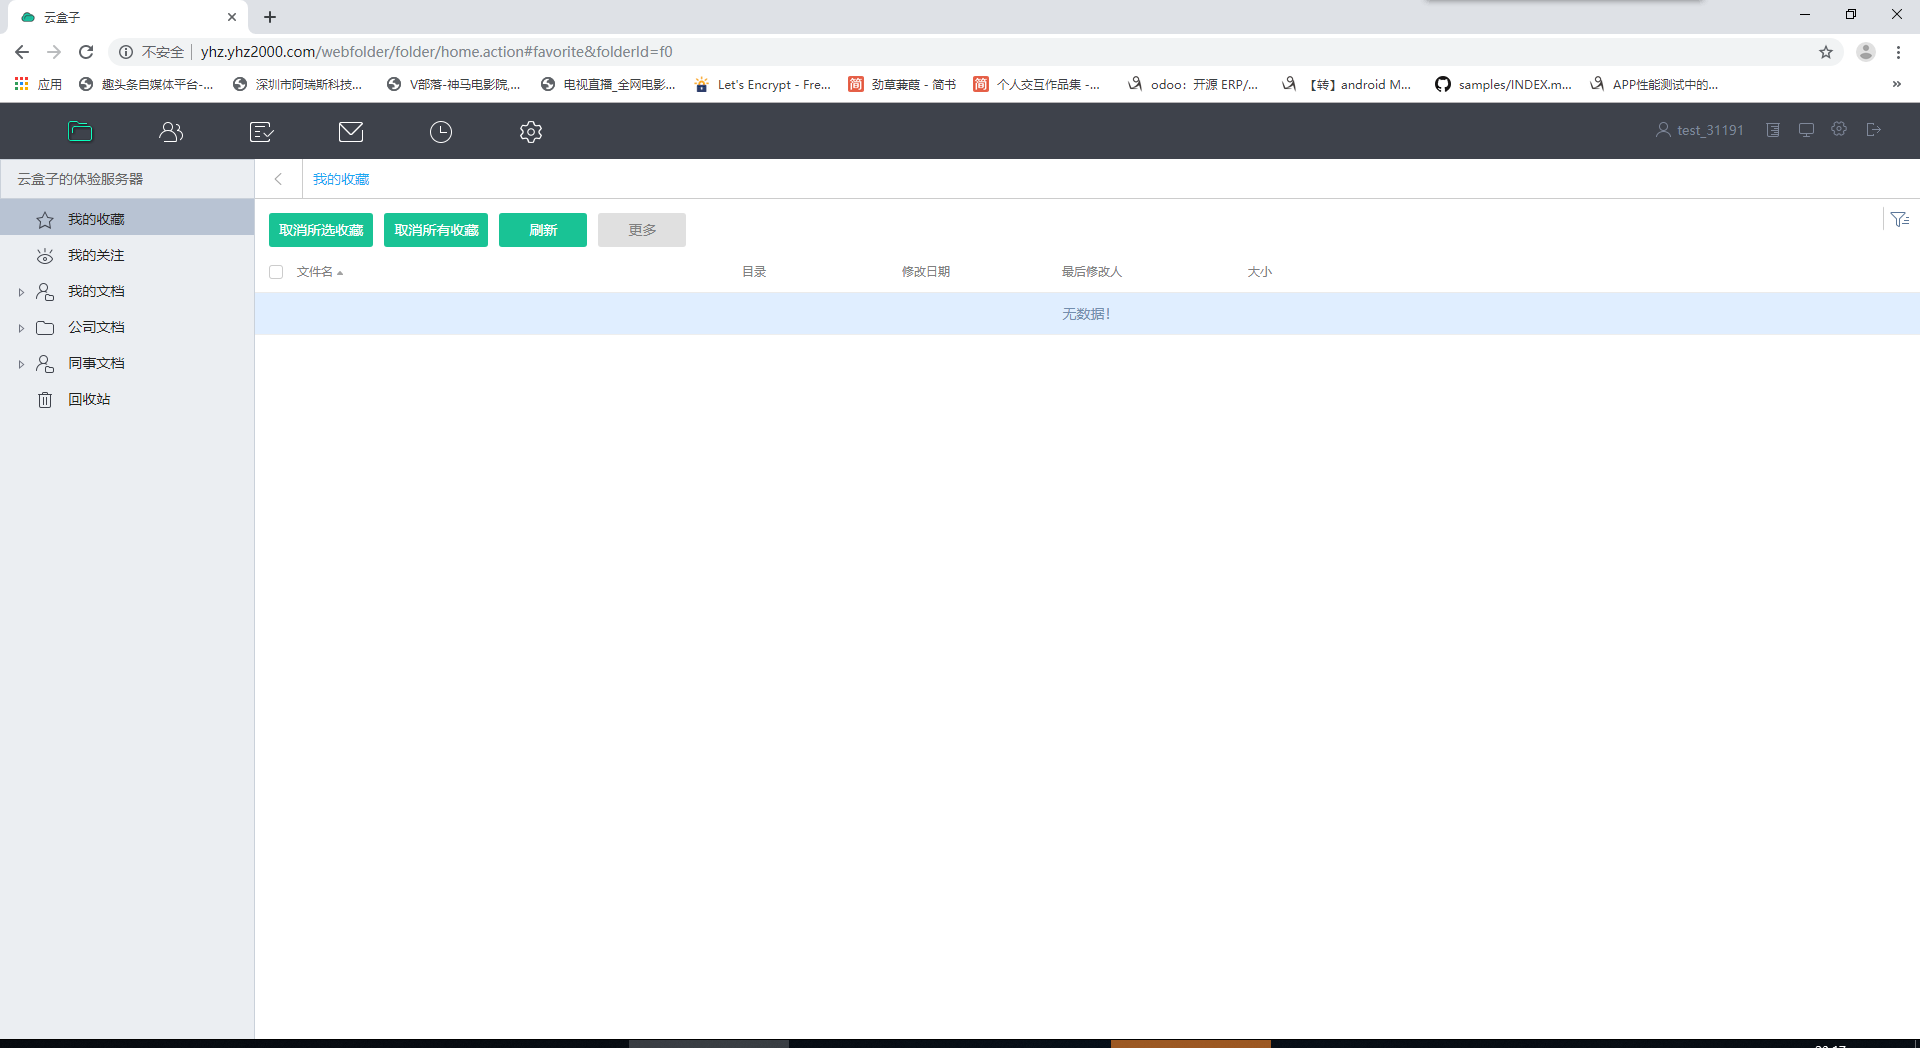 云盒子
不安全 yhz.yhz2000.com/webfolder/folder/home.action#favorite&folderId=f0
应用 趣头条自媒体平台-... 深圳市阿瑞斯科技... V部落-神马电影院,... 电视直播_全网电影... Let's Encrypt - Fre... 简 劲草蒹葭 - 简书 简 个人交互作品集 -... odoo：开源 ERP/... 【转】android M... samples/INDEX.m... APP性能测试中的... »
test_31191
云盒子的体验服务器
我的收藏
我的收藏
我的关注
我的文档
公司文档
同事文档
回收站
取消所选收藏 取消所有收藏 刷新 更多
文件名 目录 修改日期 最后修改人 大小
无数据!